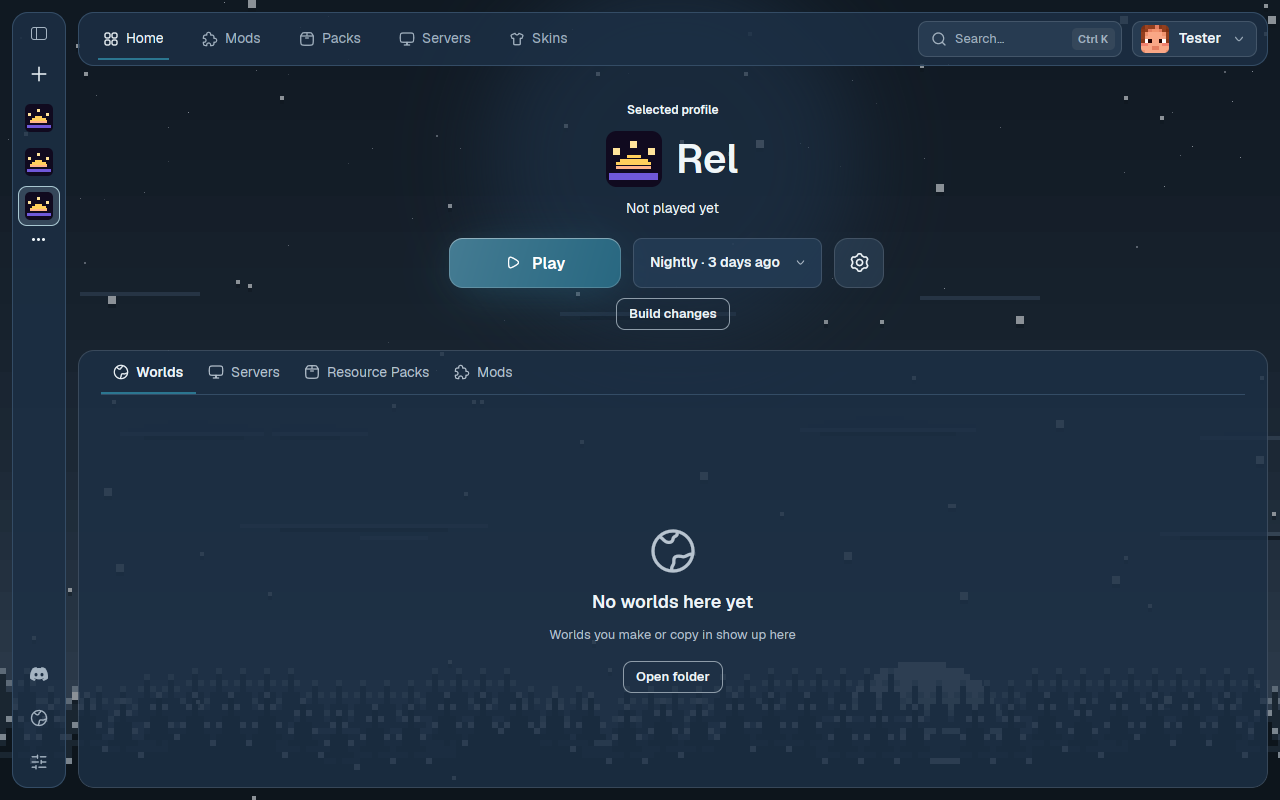 Home
Mods
Packs
Servers
Skins
Search...
Ctrl K
Tester
Selected profile
Rel
Not played yet
Play
Nightly · 3 days ago
Build changes
Worlds
Servers
Resource Packs
Mods
No worlds here yet
Worlds you make or copy in show up here
Open folder